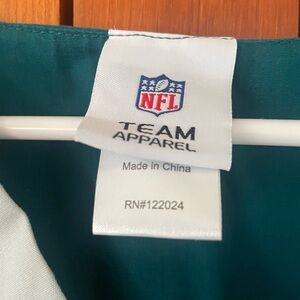 NFL
TEAM
APPAREL
Made in China
RN#122024